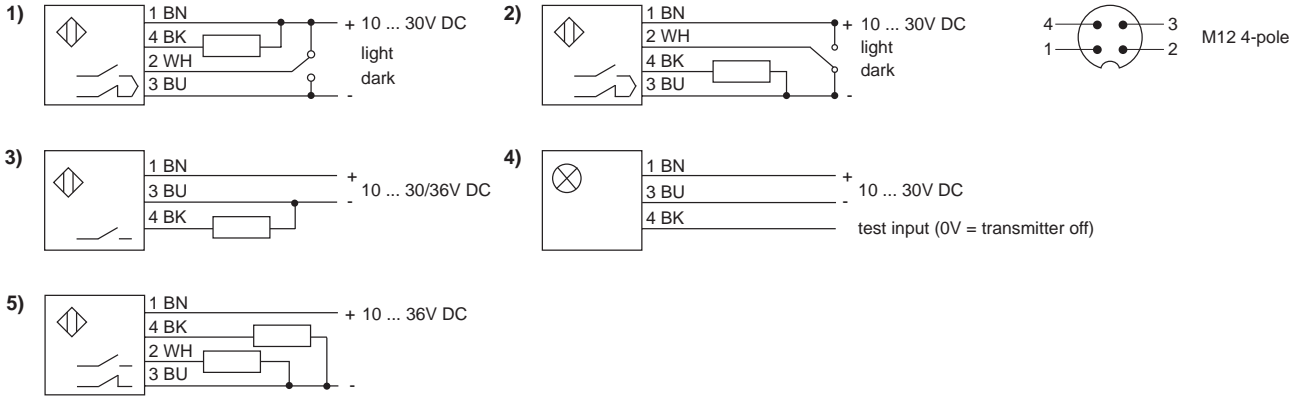 1)
1 BN
4 BK
2 WH
3 BU
+ 10 ... 30V DC
light
dark
-
2)
1 BN
2 WH
4 BK
3 BU
+ 10 ... 30V DC
light
dark
-
4 3
1 2
M12 4-pole
3)
1 BN
3 BU
4 BK
+
10 ... 30/36V DC
-
4)
1 BN
3 BU
4 BK
+
10 ... 30V DC
-
test input (0V = transmitter off)
5)
1 BN
4 BK
2 WH
3 BU
+ 10 ... 36V DC
-